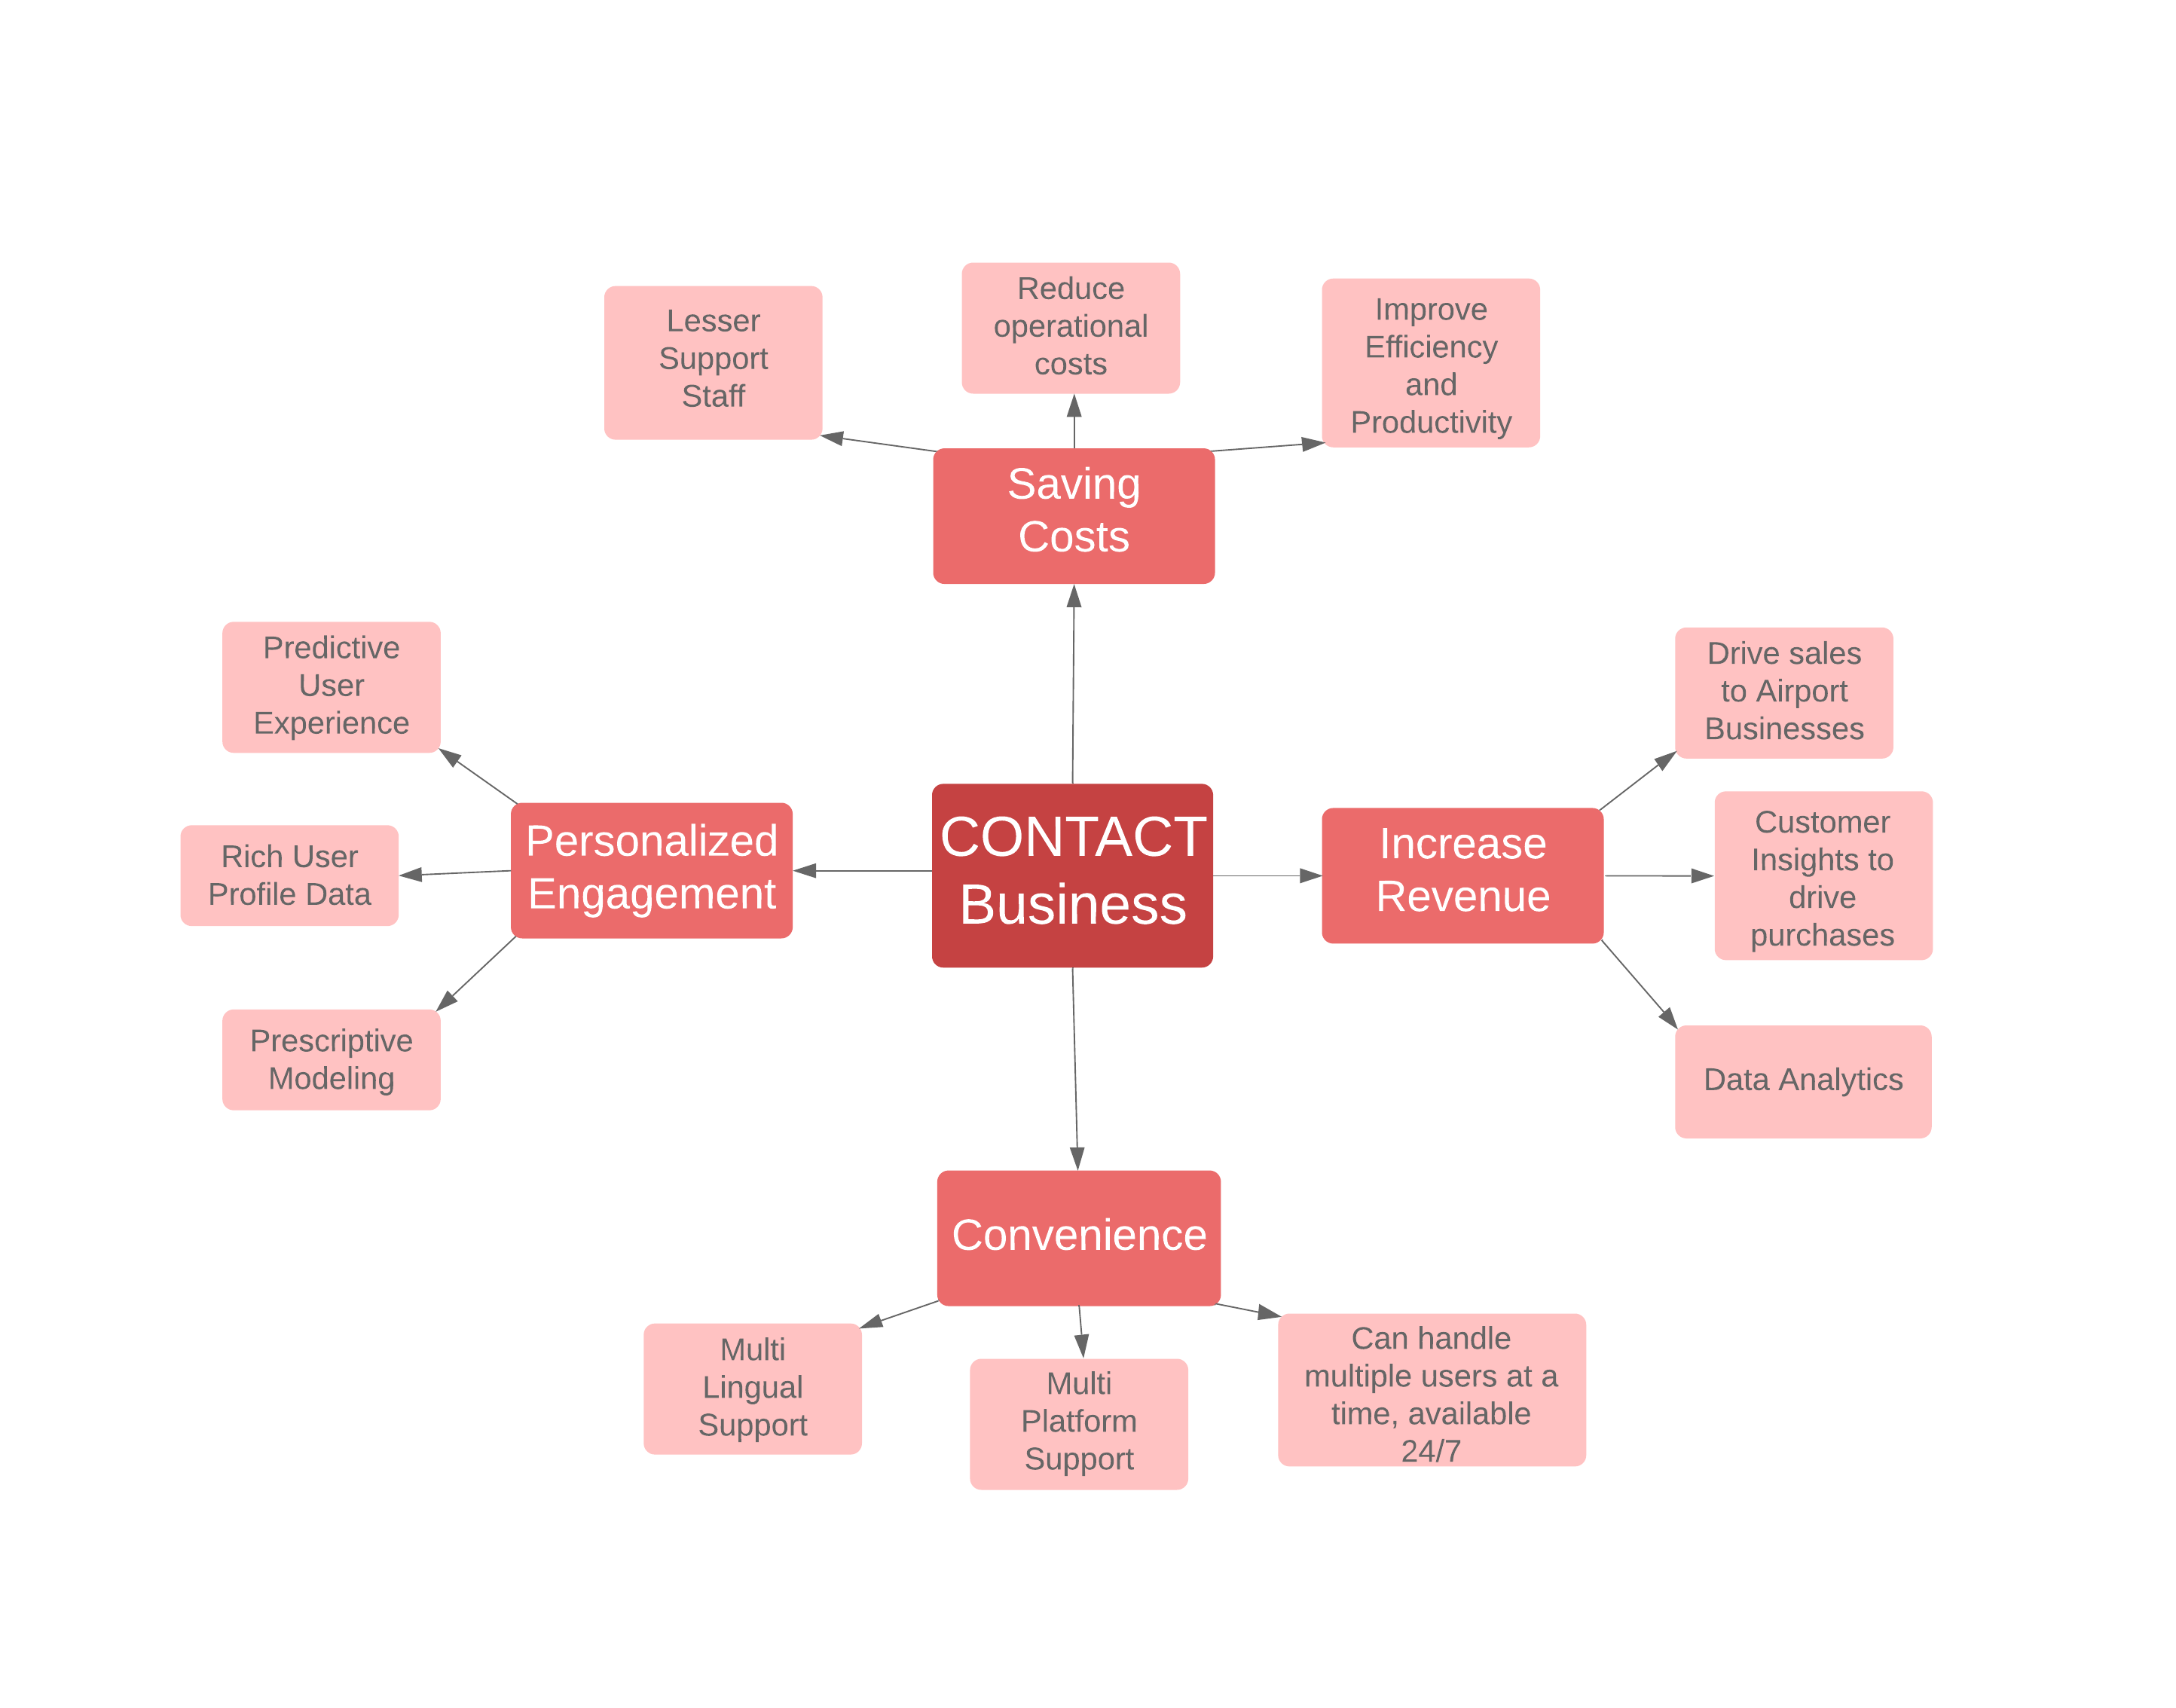 Reduce
operational
costs
Lesser
Support
Staff
Improve
Efficiency
and
Productivity
Saving
Costs
Predictive
User
Experience
Drive sales
to Airport
Businesses
Personalized
Engagement
CONTACT
Business
Increase
Revenue
Rich User
Profile Data
Customer
Insights to
drive
purchases
Prescriptive
Modeling
Data Analytics
Convenience
Multi
Lingual
Support
Multi
Platform
Support
Can handle
multiple users at a
time, available
24/7